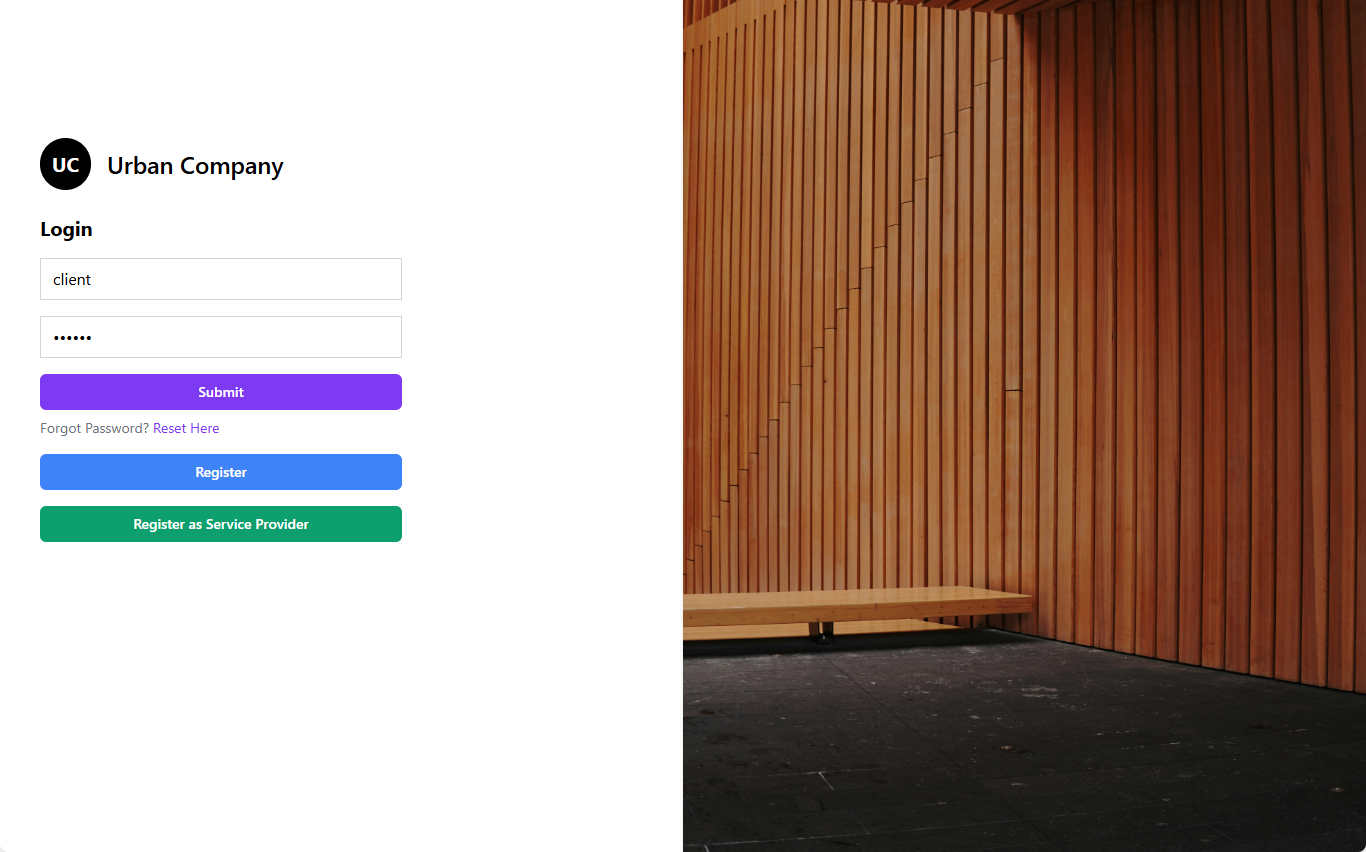 UC Urban Company
Login
client
••••••
Submit
Forgot Password? Reset Here
Register
Register as Service Provider